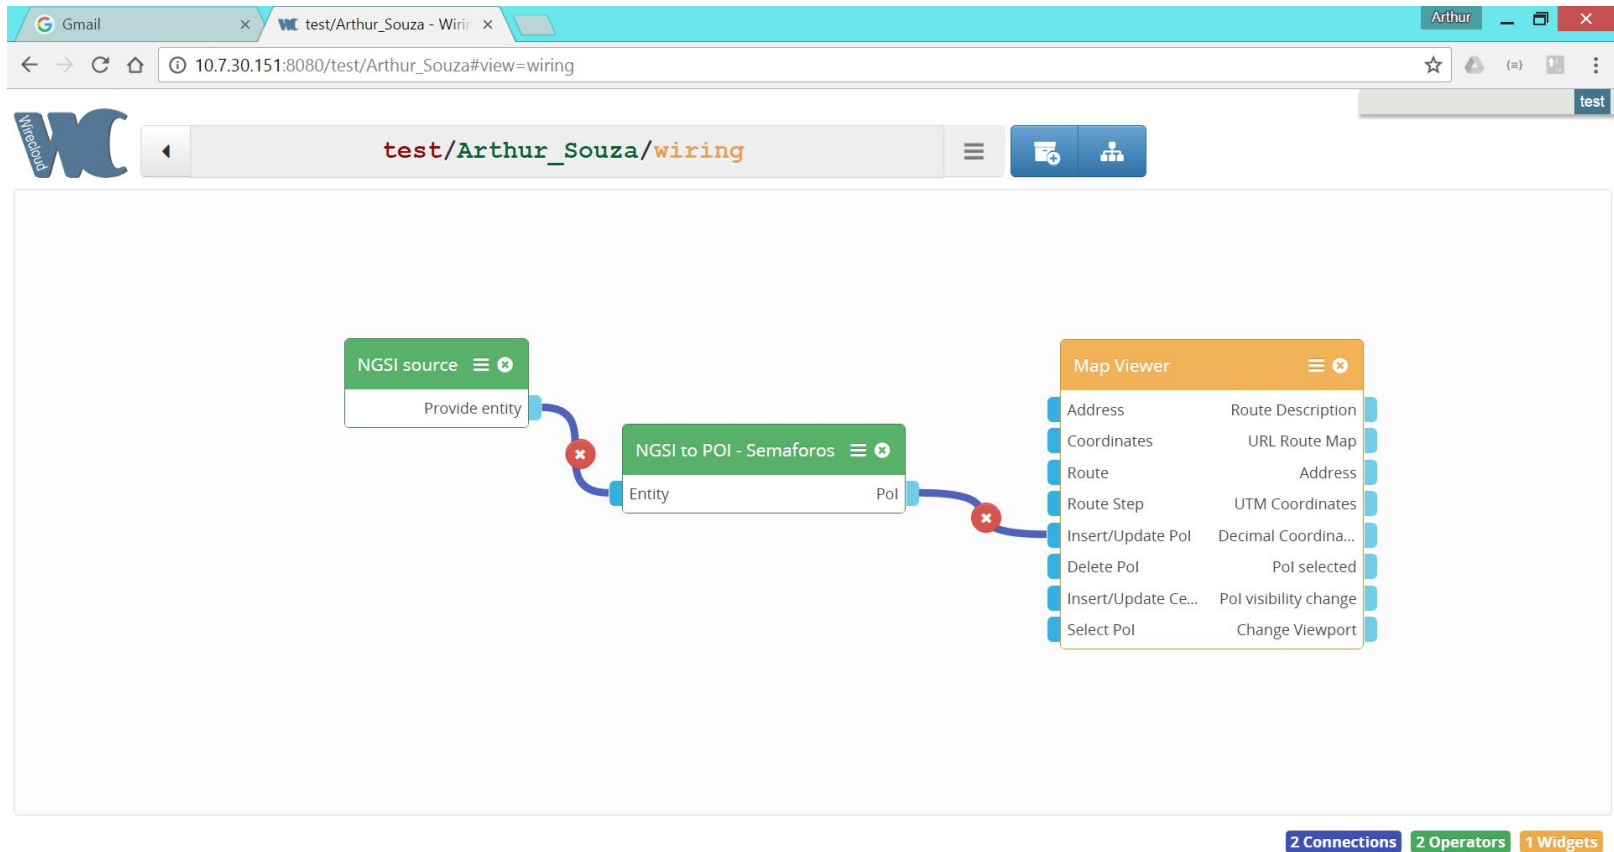 Gmail
test/Arthur_Souza - Wirir
Arthur
10.7.30.151:8080/test/Arthur_Souza#view=wiring
test
Wirecloud
WC
test/Arthur_Souza/wiring
NGSI source
Provide entity
NGSI to POI - Semaforos
Entity PoI
Map Viewer
Address Route Description
Coordinates URL Route Map
Route Address
Route Step UTM Coordinates
Insert/Update PoI Decimal Coordina...
Delete PoI PoI selected
Insert/Update Ce... PoI visibility change
Select PoI Change Viewport
2 Connections 2 Operators 1 Widgets